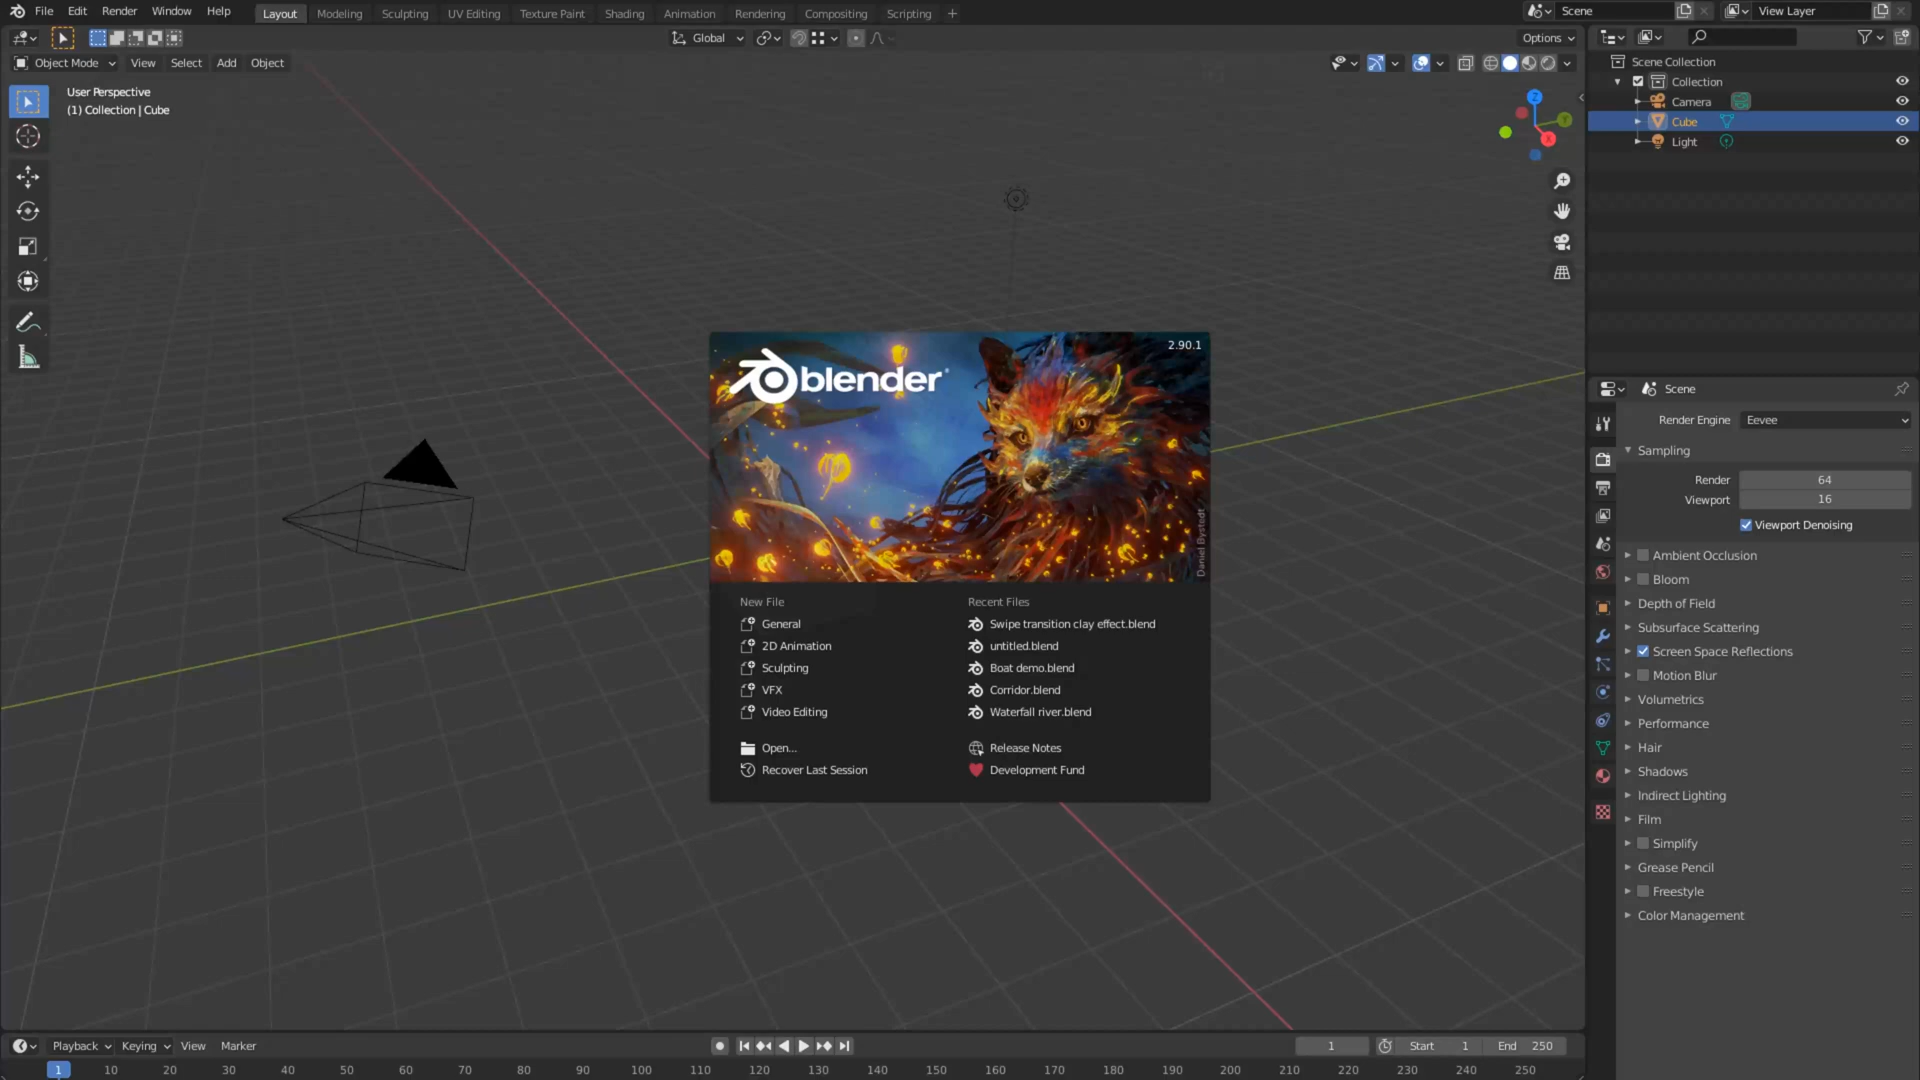 File Edit Render Window Help Layout Modeling Sculpting UV Editing Texture Paint Shading Animation Rendering Compositing Scripting + Scene View Layer
Global Options
Object Mode View Select Add Object
User Perspective
(1) Collection | Cube
Z
Y
X
Scene Collection
Collection
Camera
Cube
Light
2.90.1
blender
Daniel Bystedt
New File
General
2D Animation
Sculpting
VFX
Video Editing
Open...
Recover Last Session
Recent Files
Swipe transition clay effect.blend
untitled.blend
Boat demo.blend
Corridor.blend
Waterfall river.blend
Release Notes
Development Fund
Scene
Render Engine Eevee
Sampling
Render 64
Viewport 16
Viewport Denoising
Ambient Occlusion
Bloom
Depth of Field
Subsurface Scattering
Screen Space Reflections
Motion Blur
Volumetrics
Performance
Hair
Shadows
Indirect Lighting
Film
Simplify
Grease Pencil
Freestyle
Color Management
Playback Keying View Marker 1 Start 1 End 250
1 10 20 30 40 50 60 70 80 90 100 110 120 130 140 150 160 170 180 190 200 210 220 230 240 250